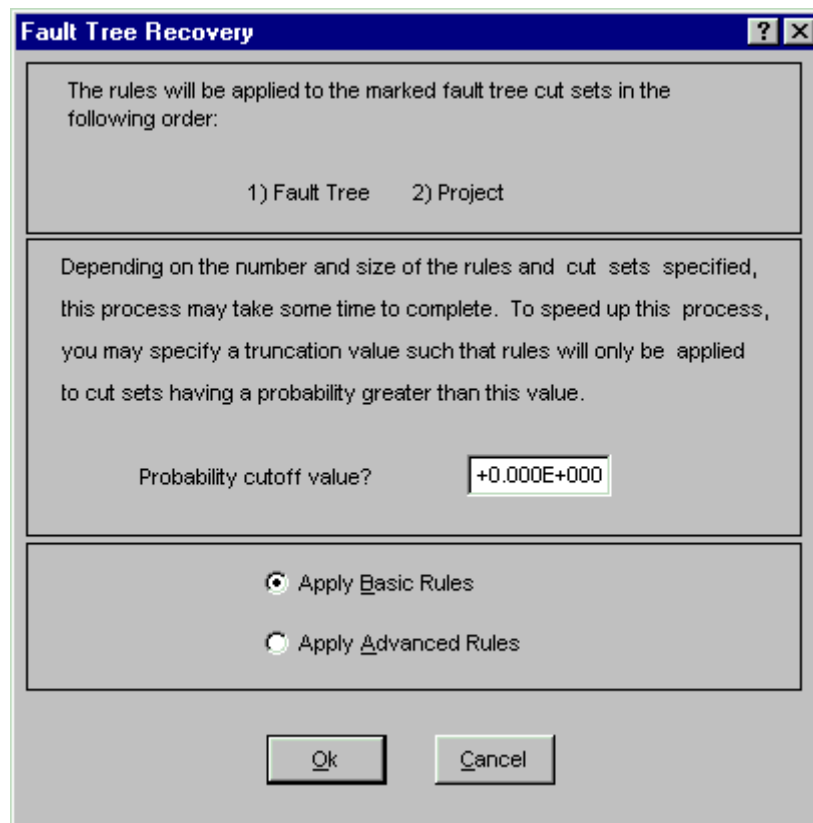 Fault Tree Recovery
The rules will be applied to the marked fault tree cut sets in the
following order:
1) Fault Tree 2) Project
Depending on the number and size of the rules and cut sets specified,
this process may take some time to complete. To speed up this process,
you may specify a truncation value such that rules will only be applied
to cut sets having a probability greater than this value.
Probability cutoff value? +0.000E+000
Apply Basic Rules
Apply Advanced Rules
Ok Cancel